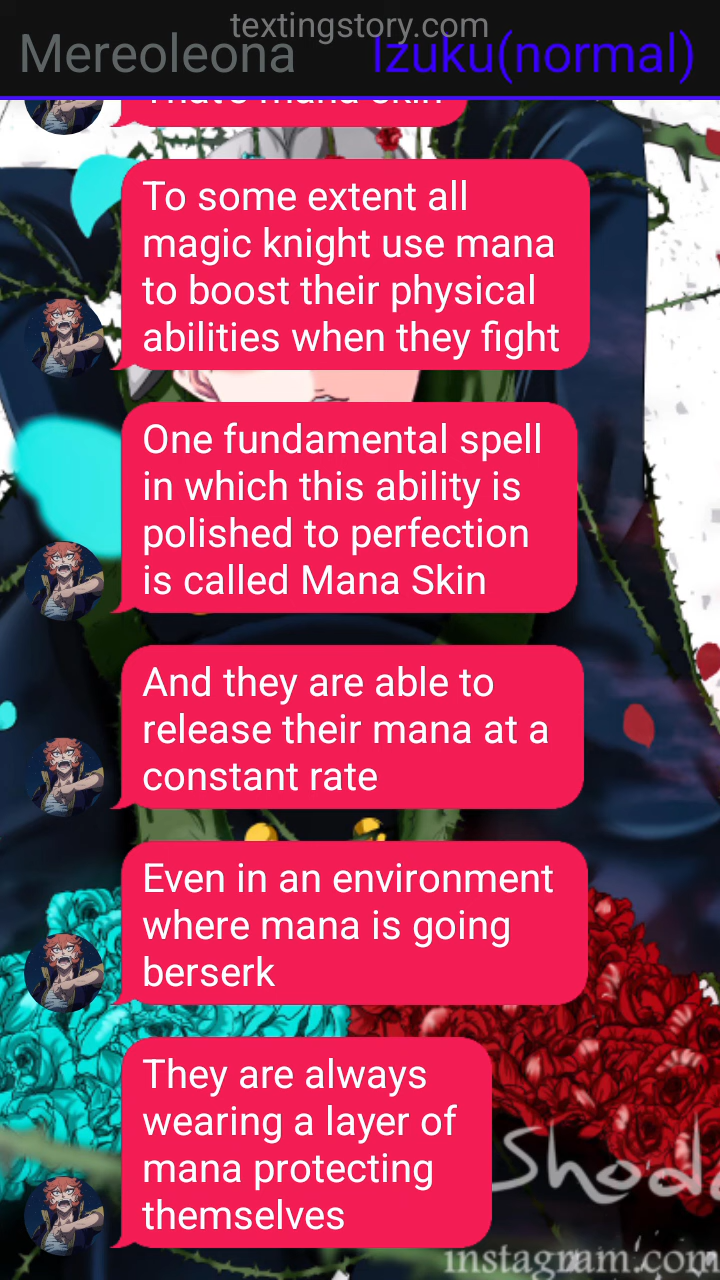 textingstory.com
Mereoleona
Izuku(normal)
That's mana skin
To some extent all
magic knight use mana
to boost their physical
abilities when they fight
One fundamental spell
in which this ability is
polished to perfection
is called Mana Skin
And they are able to
release their mana at a
constant rate
Even in an environment
where mana is going
berserk
They are always
wearing a layer of
mana protecting
themselves
instagram.com